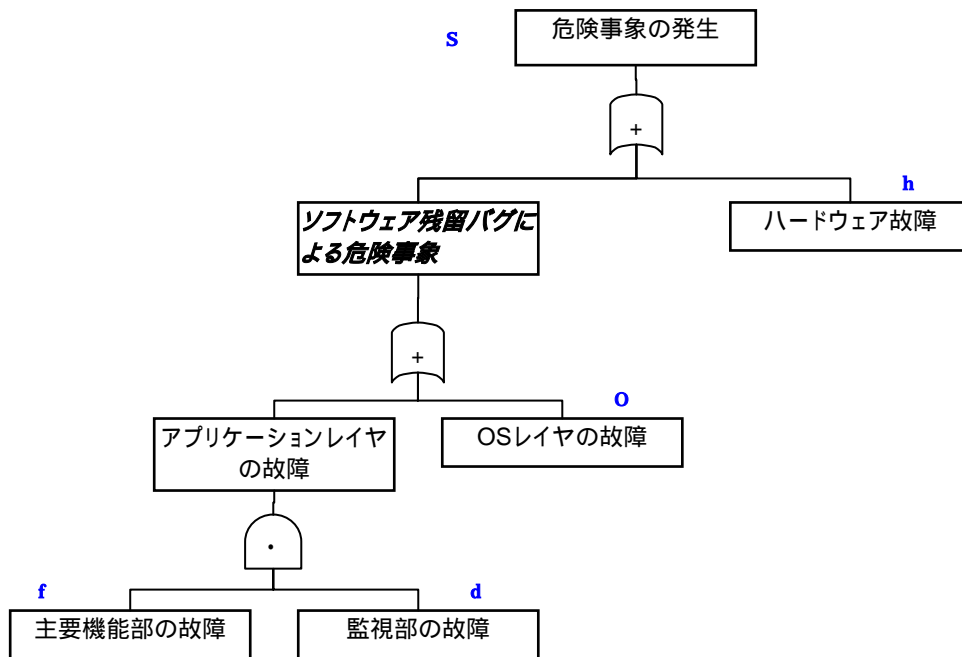 S
危険事象の発生
+
h
ソフトウェア残留バグに
よる危険事象
ハードウェア故障
+
O
アプリケーションレイヤ
の故障
OSレイヤの故障
・
f
d
主要機能部の故障
監視部の故障